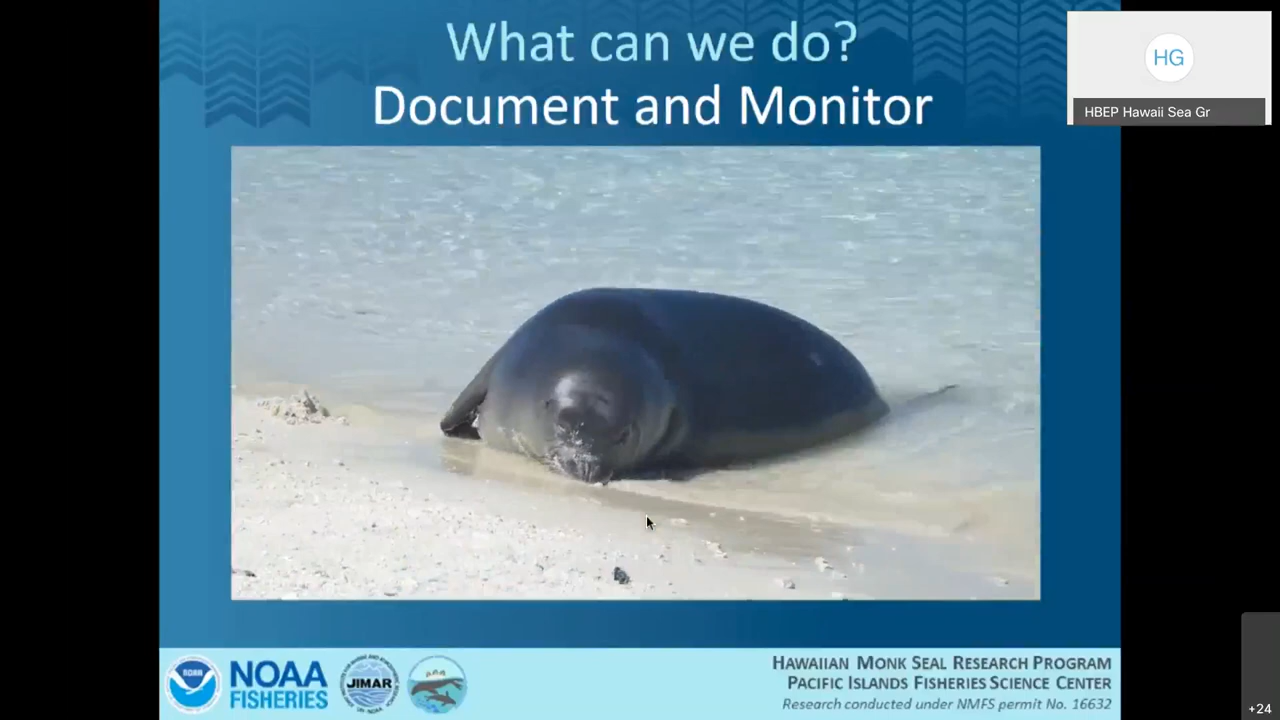 What can we do?
Document and Monitor
HG
HBEP Hawaii Sea Gr
NOAA
FISHERIES
JIMAR
HAWAIIAN MONK SEAL RESEARCH PROGRAM
PACIFIC ISLANDS FISHERIES SCIENCE CENTER
Research conducted under NMFS permit No. 16632
+24